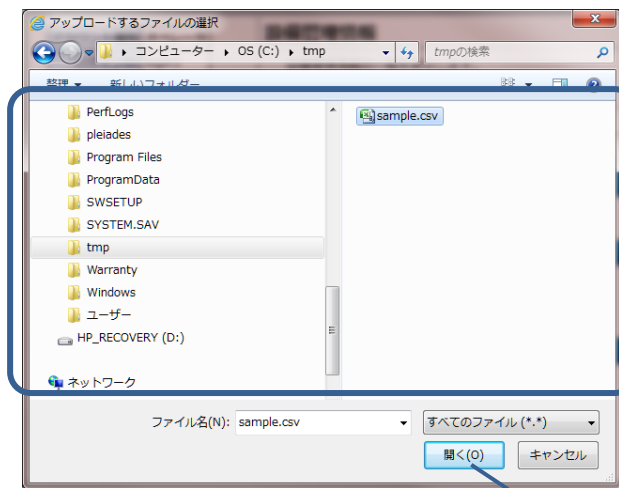 アップロードするファイルの選択
コンピューター OS (C:) tmp
tmpの検索
整理 新しいフォルダー
PerfLogs
pleiades
Program Files
ProgramData
SWSETUP
SYSTEM.SAV
tmp
Warranty
Windows
ユーザー
HP_RECOVERY (D:)
ネットワーク
sample.csv
ファイル名(N): sample.csv
すべてのファイル (*.*)
開く(O) キャンセル